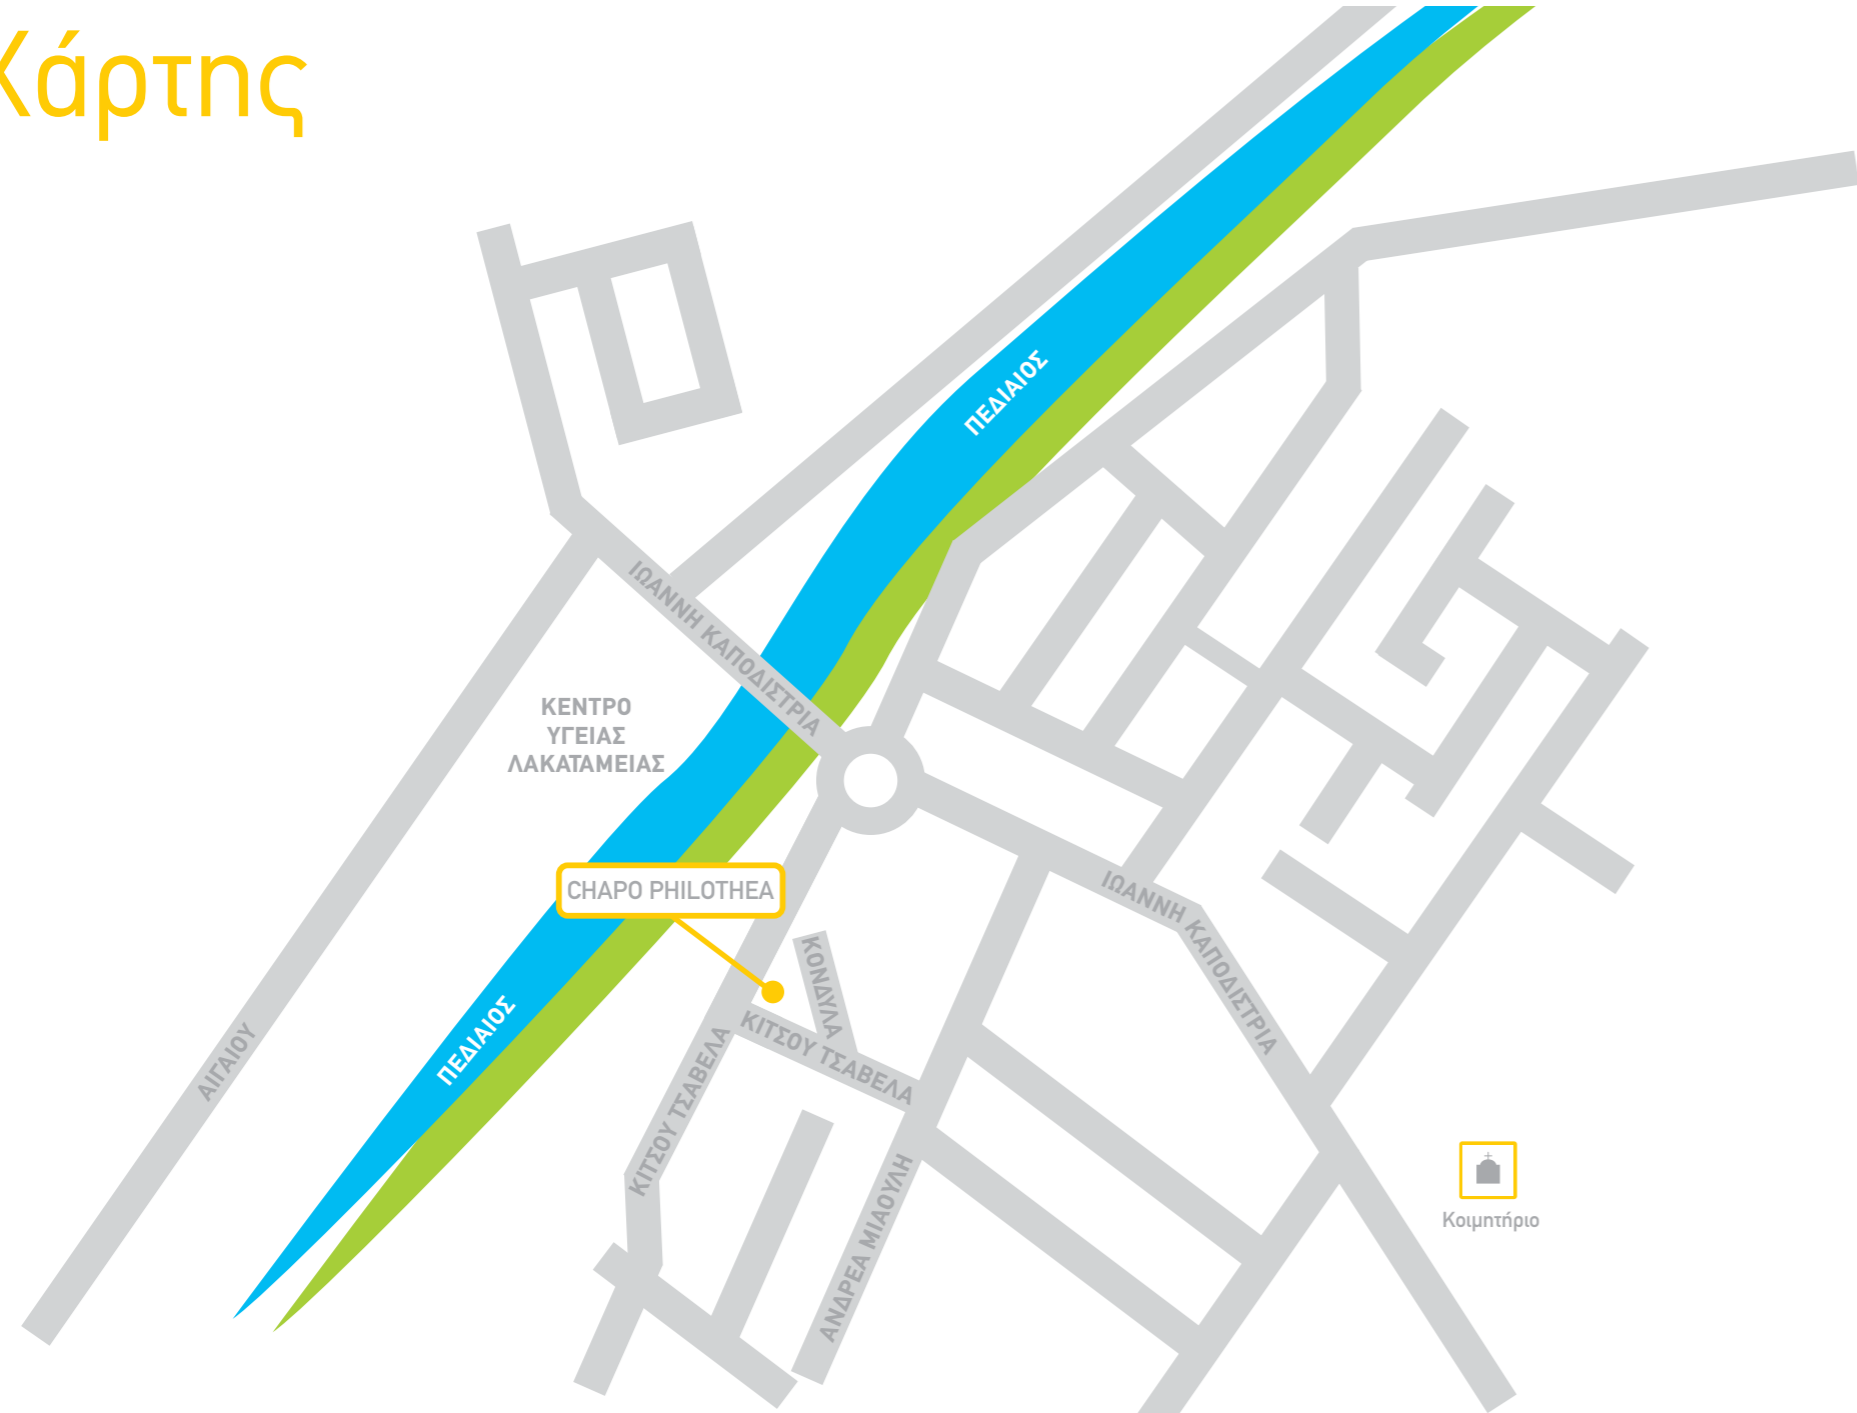 Χάρτης
ΠΕΔΙΑΙΟΣ
ΙΩΑΝΝΗ ΚΑΠΟΔΙΣΤΡΙΑ
ΚΕΝΤΡΟ
ΥΓΕΙΑΣ
ΛΑΚΑΤΑΜΕΙΑΣ
CHAPO PHILOTHEA
ΙΩΑΝΝΗ ΚΑΠΟΔΙΣΤΡΙΑ
ΚΟΝΔΥΛΑ
ΠΕΔΙΑΙΟΣ
ΑΙΓΑΙΟΥ
ΚΙΤΣΟΥ ΤΣΑΒΕΛΑ
ΚΙΤΣΟΥ ΤΣΑΒΕΛΑ
ΑΝΔΡΕΑ ΜΙΑΟΥΛΗ
Κοιμητήριο